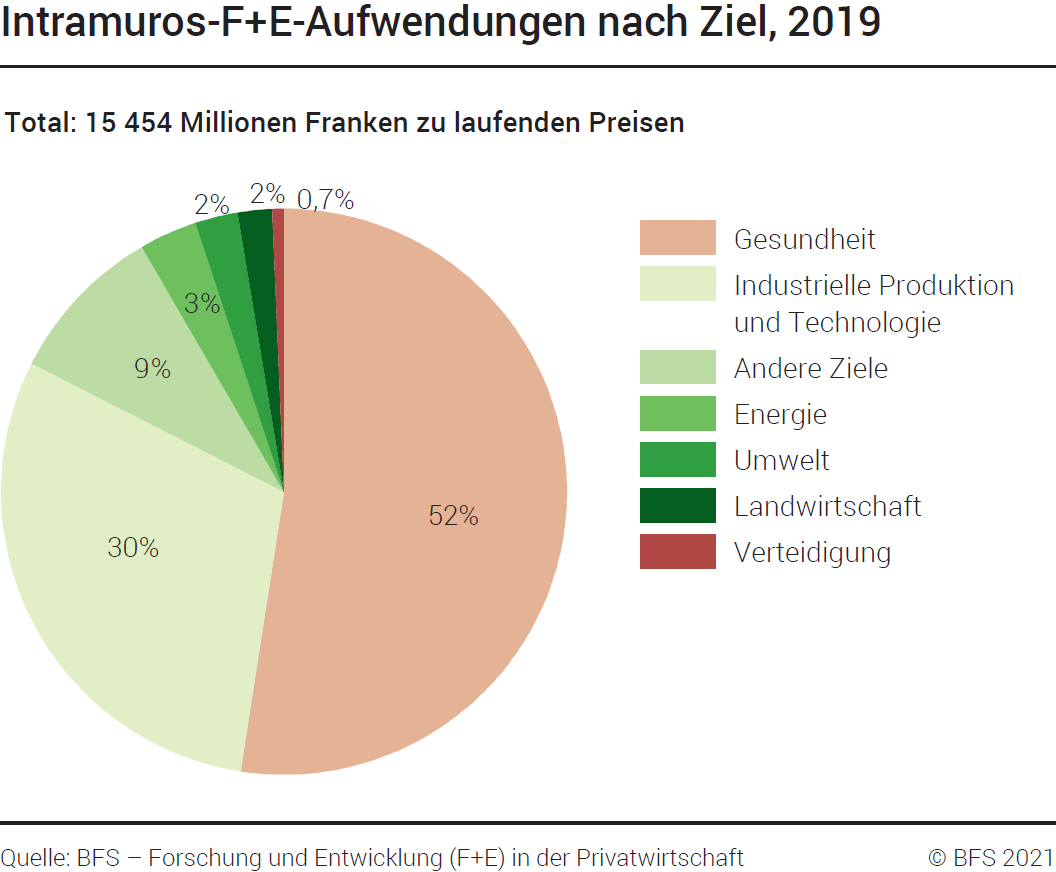 Intramuros-F+E-Aufwendungen nach Ziel, 2019
Total: 15 454 Millionen Franken zu laufenden Preisen
2%
2%
0,7%
3%
9%
30%
52%
Gesundheit
Industrielle Produktion
und Technologie
Andere Ziele
Energie
Umwelt
Landwirtschaft
Verteidigung
Quelle: BFS – Forschung und Entwicklung (F+E) in der Privatwirtschaft
© BFS 2021